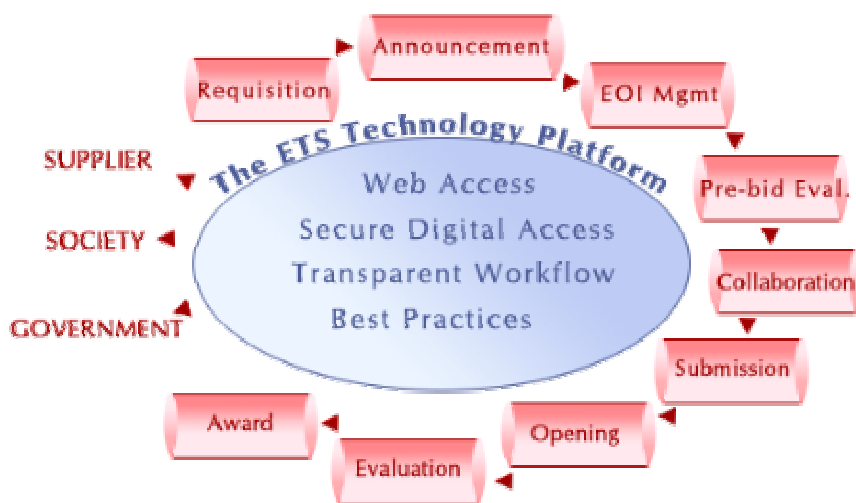 Requisition
Announcement
EOI Mgmt
Pre-bid Eval.
Collaboration
Submission
Opening
Evaluation
Award
The ETS Technology Platform
Web Access
Secure Digital Access
Transparent Workflow
Best Practices
SUPPLIER
SOCIETY
GOVERNMENT